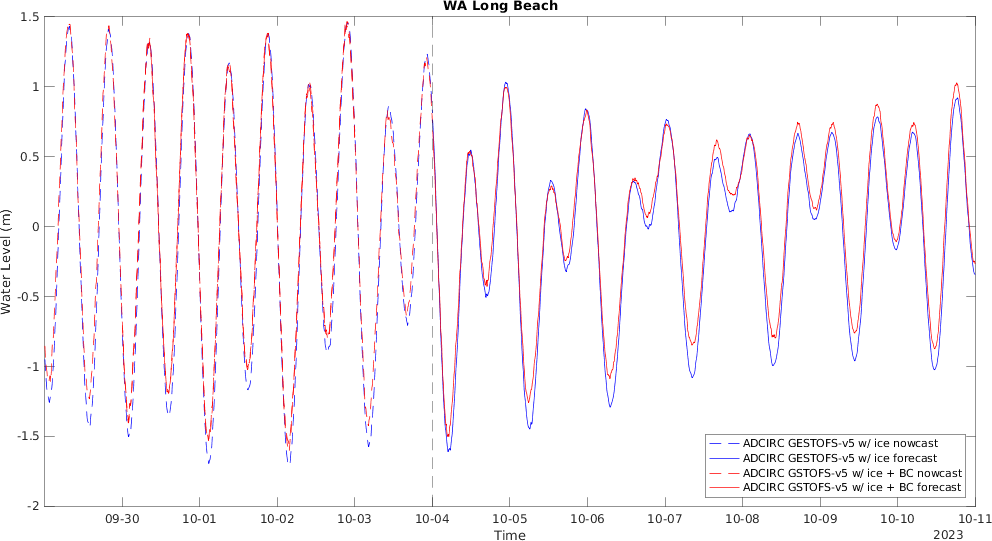 WA Long Beach
1.5
1
0.5
0
-0.5
-1
-1.5
-2
Water Level (m)
09-30 10-01 10-02 10-03 10-04 10-05 10-06 10-07 10-08 10-09 10-10 10-11
Time
2023
ADCIRC GESTOFS-v5 w/ ice nowcast
ADCIRC GESTOFS-v5 w/ ice forecast
ADCIRC GSTOFS-v5 w/ ice + BC nowcast
ADCIRC GSTOFS-v5 w/ ice + BC forecast